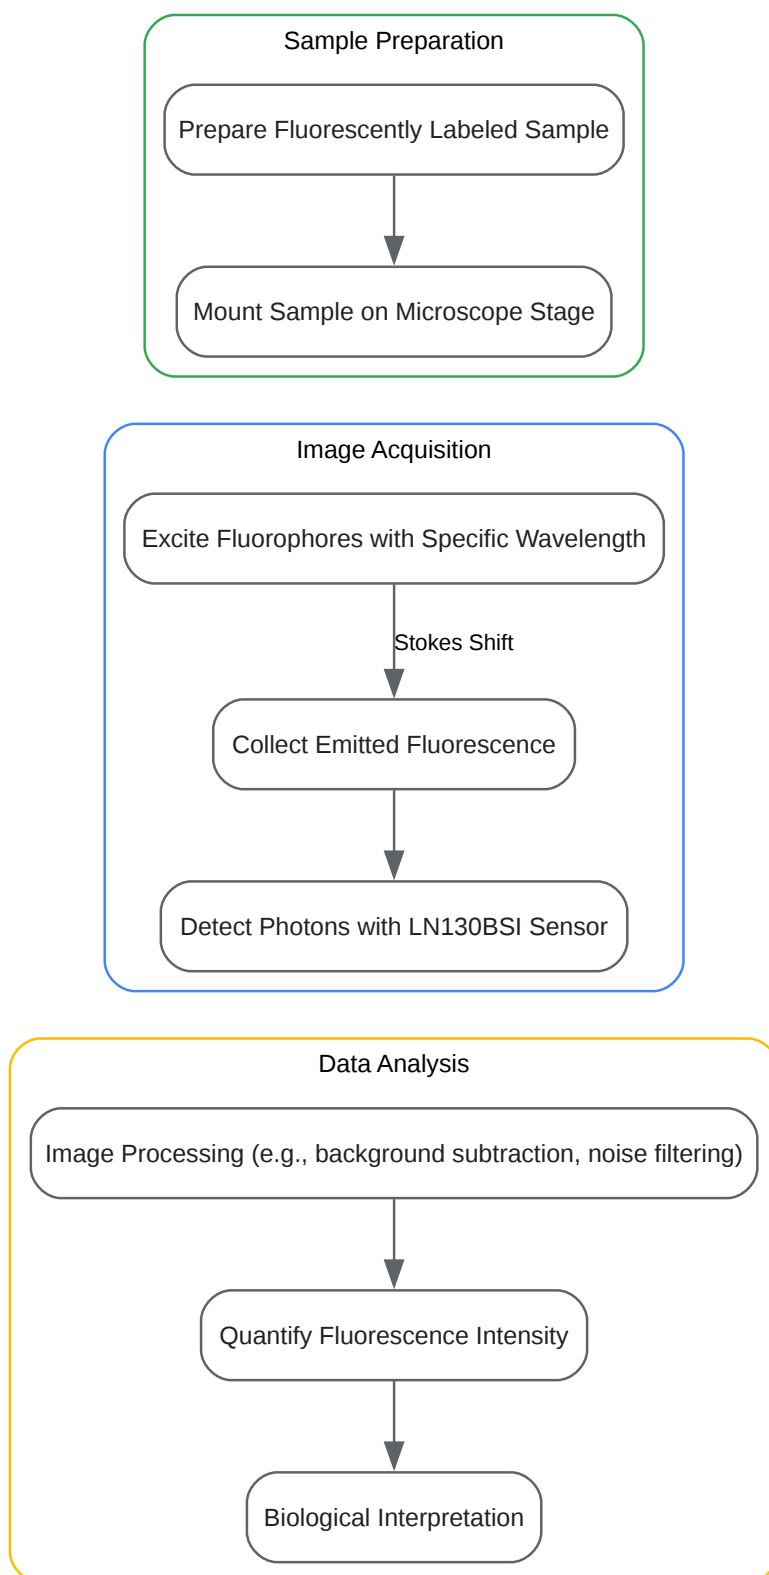 Sample Preparation
Prepare Fluorescently Labeled Sample
Mount Sample on Microscope Stage
Image Acquisition
Excite Fluorophores with Specific Wavelength
Stokes Shift
Collect Emitted Fluorescence
Detect Photons with LN130BSI Sensor
Data Analysis
Image Processing (e.g., background subtraction, noise filtering)
Quantify Fluorescence Intensity
Biological Interpretation